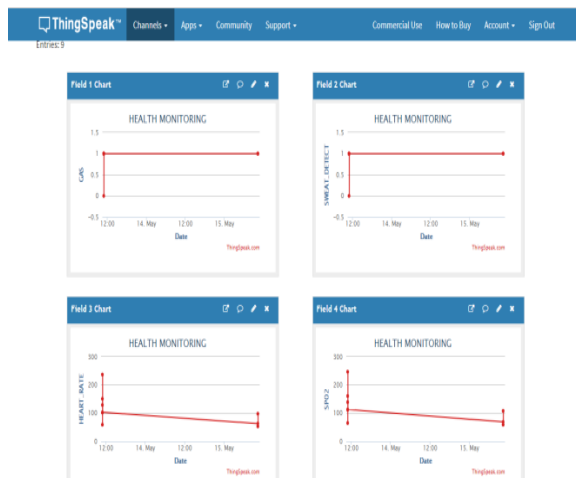 ThingSpeak™ Channels Apps Community Support Commercial Use How to Buy Account Sign Out
Entries: 9
Field 1 Chart
HEALTH MONITORING
GAS
1.5
1
0.5
0
-0.5
12:00 14. May 12:00 15. May
Date
ThingSpeak.com
Field 2 Chart
HEALTH MONITORING
SWEAT_DETECT
1.5
1
0.5
0
-0.5
12:00 14. May 12:00 15. May
Date
ThingSpeak.com
Field 3 Chart
HEALTH MONITORING
HEART_RATE
300
200
100
0
12:00 14. May 12:00 15. May
Date
ThingSpeak.com
Field 4 Chart
HEALTH MONITORING
SPO2
300
200
100
0
12:00 14. May 12:00 15. May
Date
ThingSpeak.com